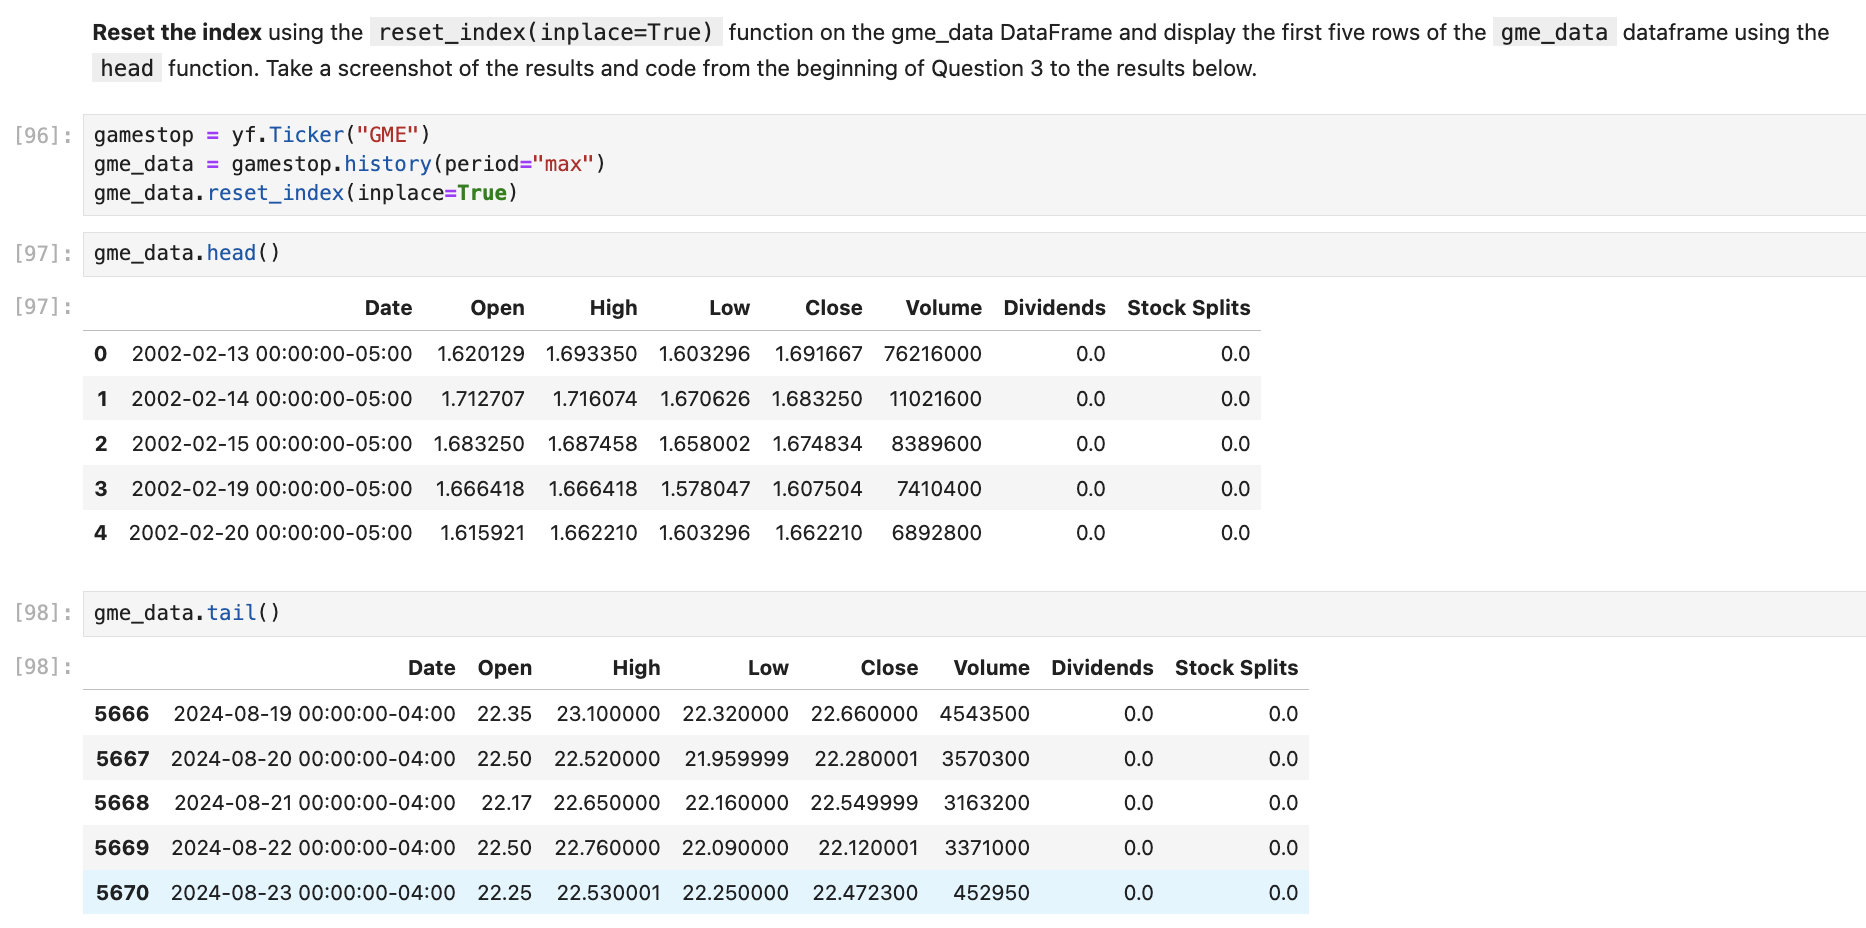 Reset the index using the reset_index(inplace=True) function on the gme_data DataFrame and display the first five rows of the gme_data dataframe using the
head function. Take a screenshot of the results and code from the beginning of Question 3 to the results below.
[96]: gamestop = yf.Ticker("GME")
gme_data = gamestop.history(period="max")
gme_data.reset_index(inplace=True)
[97]: gme_data.head()
[97]: Date Open High Low Close Volume Dividends Stock Splits
0 2002-02-13 00:00:00-05:00 1.620129 1.693350 1.603296 1.691667 76216000 0.0 0.0
1 2002-02-14 00:00:00-05:00 1.712707 1.716074 1.670626 1.683250 11021600 0.0 0.0
2 2002-02-15 00:00:00-05:00 1.683250 1.687458 1.658002 1.674834 8389600 0.0 0.0
3 2002-02-19 00:00:00-05:00 1.666418 1.666418 1.578047 1.607504 7410400 0.0 0.0
4 2002-02-20 00:00:00-05:00 1.615921 1.662210 1.603296 1.662210 6892800 0.0 0.0
[98]: gme_data.tail()
[98]: Date Open High Low Close Volume Dividends Stock Splits
5666 2024-08-19 00:00:00-04:00 22.35 23.100000 22.320000 22.660000 4543500 0.0 0.0
5667 2024-08-20 00:00:00-04:00 22.50 22.520000 21.959999 22.280001 3570300 0.0 0.0
5668 2024-08-21 00:00:00-04:00 22.17 22.650000 22.160000 22.549999 3163200 0.0 0.0
5669 2024-08-22 00:00:00-04:00 22.50 22.760000 22.090000 22.120001 3371000 0.0 0.0
5670 2024-08-23 00:00:00-04:00 22.25 22.530001 22.250000 22.472300 452950 0.0 0.0